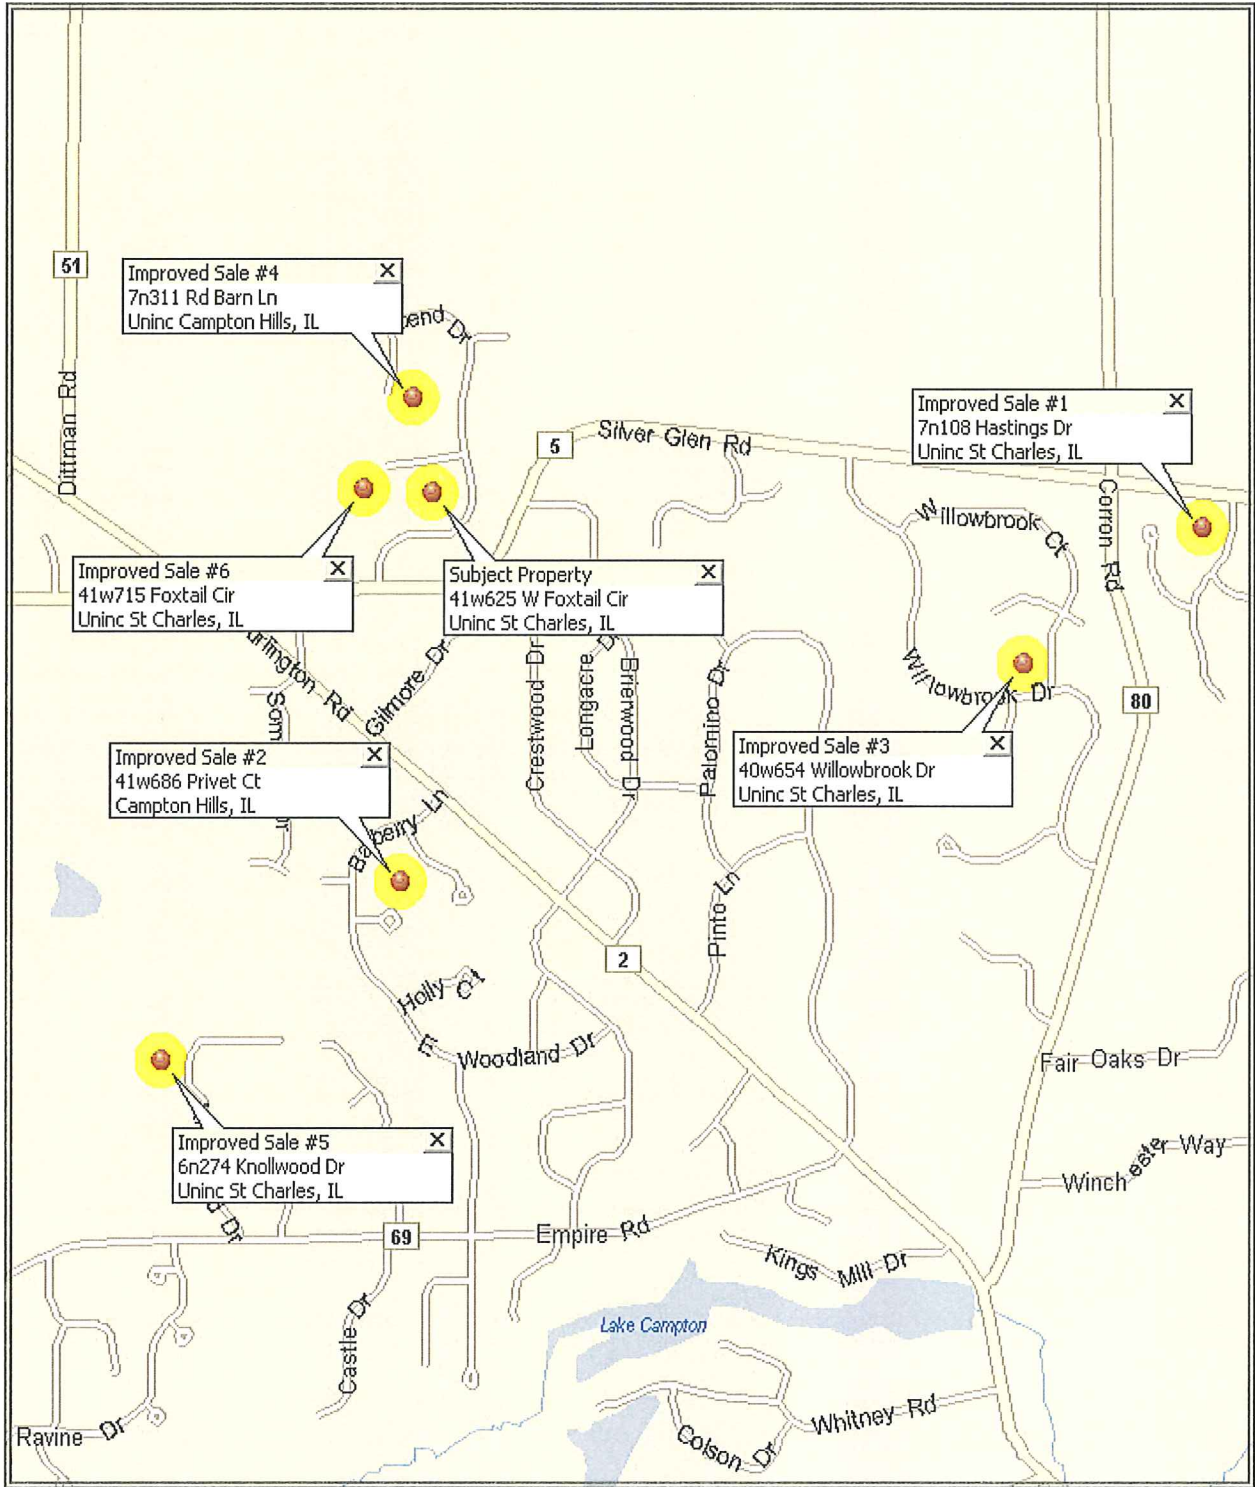 51
Improved Sale #4
7n311 Rd Barn Ln
Uninc Campton Hills, IL
Dittman Rd
5
Silver Glen Rd
Improved Sale #1
7n108 Hastings Dr
Uninc St Charles, IL
Corron Rd
Willowbrook Ct
Improved Sale #6
41w715 Foxtail Cir
Uninc St Charles, IL
Subject Property
41w625 W Foxtail Cir
Uninc St Charles, IL
Rd
Gilmore Dr
Crestwood Dr
Longacre D
Briarwood Dr
Palomino Dr
Willowbrook Dr
80
Improved Sale #2
41w686 Privet Ct
Campton Hills, IL
Improved Sale #3
40w654 Willowbrook Dr
Uninc St Charles, IL
Ln
Pinto Ln
2
Holly Ct
E Woodland Dr
Fair Oaks Dr
Winchester Way
Improved Sale #5
6n274 Knollwood Dr
Uninc St Charles, IL
Dr
69
Empire Rd
Kings Mill Dr
Castle Dr
Lake Campton
Ravine Dr
Colson Dr
Whitney Rd